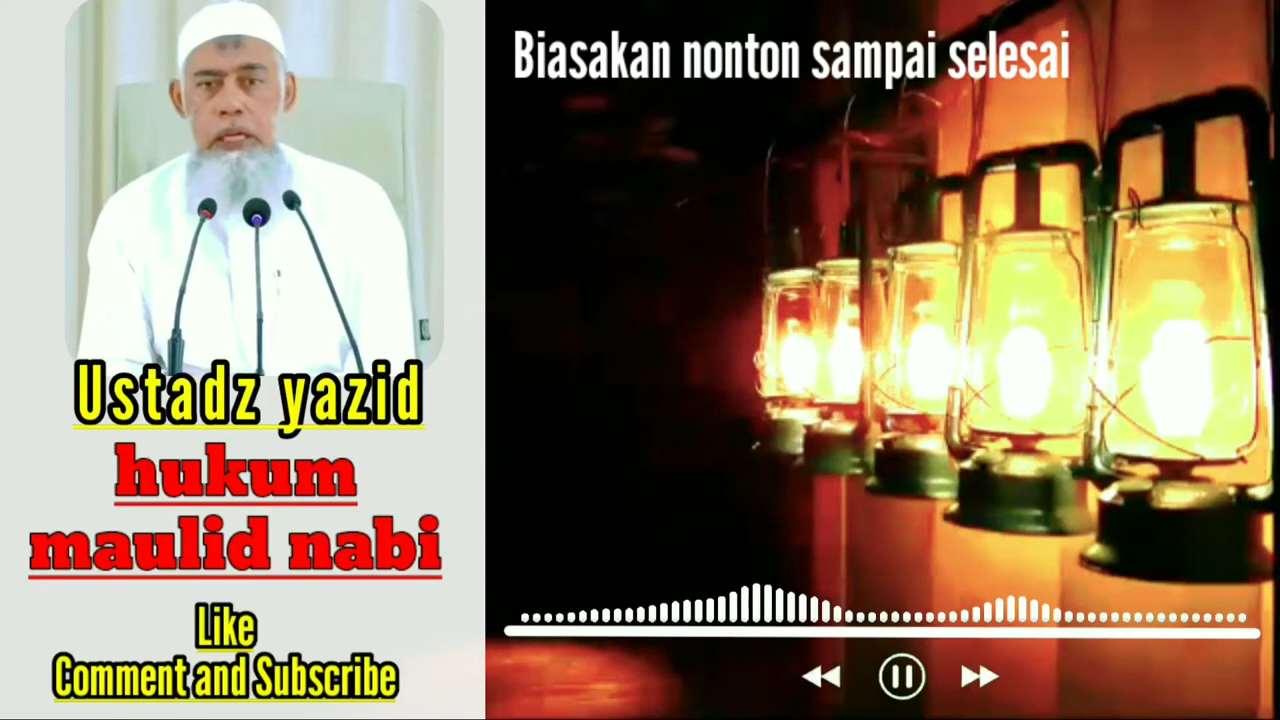 Ustadz yazid
hukum
maulid nabi
Like
Comment and Subscribe
Biasakan nonton sampai selesai